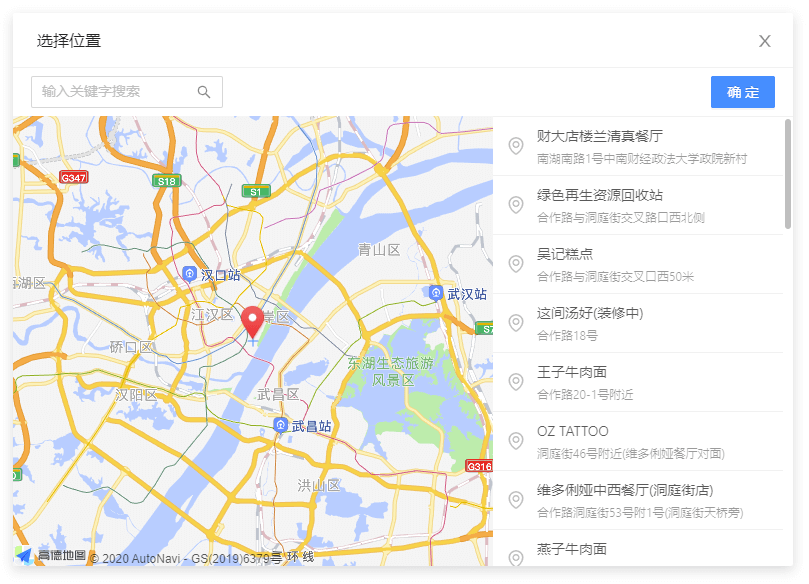 选择位置
X
输入关键字搜索
确 定
G347
S18
S1
青山区
汉口站
武汉站
江汉区
岸区
硚口区
东湖生态旅游
风景区
汉阳区
武昌区
武昌站
G316
洪山区
高德地图
© 2020 AutoNavi - GS(2019)6379号
环 线
财大店楼兰清真餐厅
南湖南路1号中南财经政法大学政院新村
绿色再生资源回收站
合作路与洞庭街交叉路口西北侧
吴记糕点
合作路与洞庭街交叉口西50米
这间汤好(装修中)
合作路18号
王子牛肉面
合作路20-1号附近
OZ TATTOO
洞庭街46号附近(维多俐娅餐厅对面)
维多俐娅中西餐厅(洞庭街店)
合作路洞庭街53号附1号(洞庭街天桥旁)
燕子牛肉面